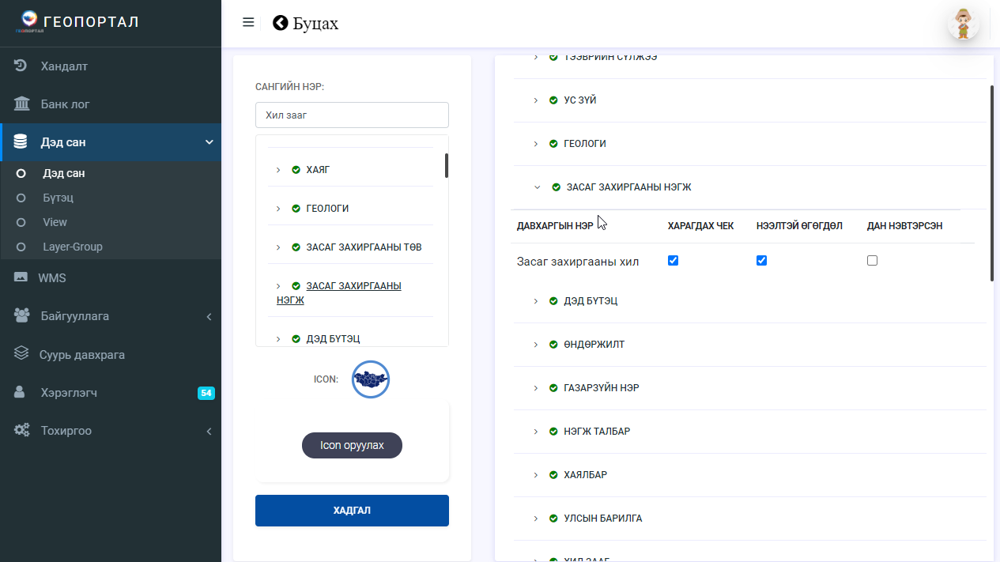 ГЕОПОРТАЛ
ГЕОПОРТАЛ
Хандалт
Банк лог
Дэд сан
Дэд сан
Бүтэц
View
Layer-Group
WMS
Байгууллага
Суурь давхрага
Хэрэглэгч
54
Тохиргоо
Буцах
САНГИЙН НЭР:
Хил зааг
ХАЯГ
ГЕОЛОГИ
ЗАСАГ ЗАХИРГААНЫ ТӨВ
ЗАСАГ ЗАХИРГААНЫ
НЭГЖ
ДЭД БҮТЭЦ
ICON:
Icon оруулах
ХАДГАЛ
ТЭЭВРИЙН СҮЛЖЭЭ
УС ЗҮЙ
ГЕОЛОГИ
ЗАСАГ ЗАХИРГААНЫ НЭГЖ
ДАВХАРГЫН НЭР ХАРАГДАХ ЧЕК НЭЭЛТЭЙ ӨГӨГДӨЛ ДАН НЭВТЭРСЭН
Засаг захиргааны хил
ДЭД БҮТЭЦ
ӨНДӨРЖИЛТ
ГАЗАРЗҮЙН НЭР
НЭГЖ ТАЛБАР
ХАЯЛБАР
УЛСЫН БАРИЛГА
ХИЛ ЗААГ